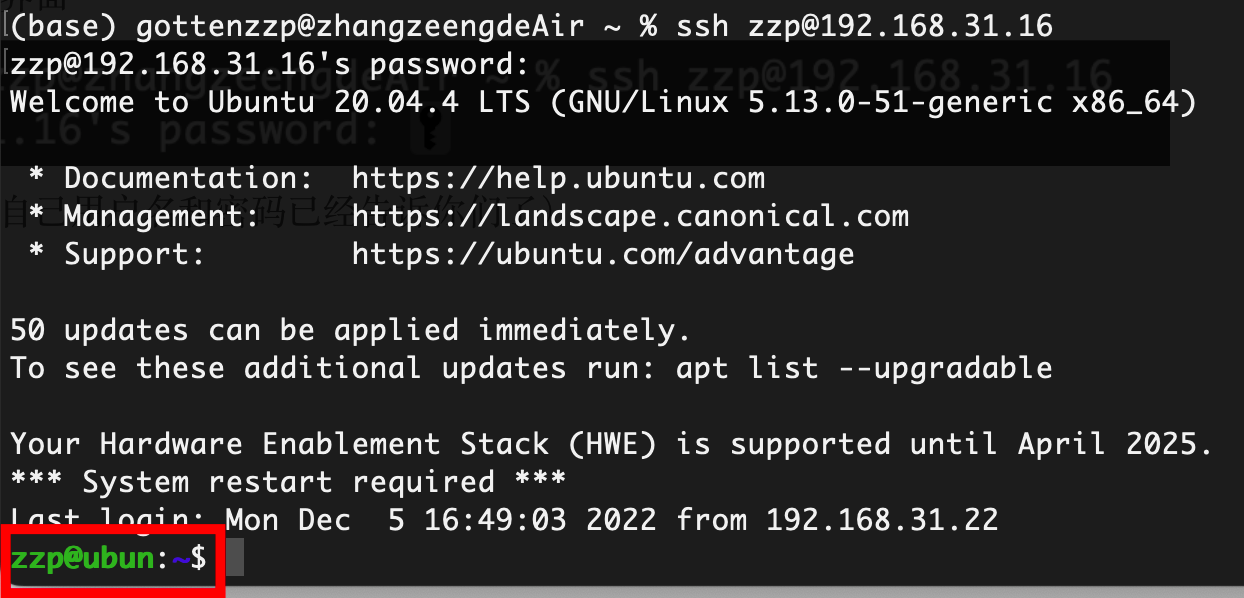 (base) gottenzzp@zhangzeengdeAir ~ % ssh zzp@192.168.31.16
zzp@192.168.31.16's password:
Welcome to Ubuntu 20.04.4 LTS (GNU/Linux 5.13.0-51-generic x86_64)
 * Documentation:  https://help.ubuntu.com
 * Management:     https://landscape.canonical.com
 * Support:        https://ubuntu.com/advantage
50 updates can be applied immediately.
To see these additional updates run: apt list --upgradable
Your Hardware Enablement Stack (HWE) is supported until April 2025.
*** System restart required ***
Last login: Mon Dec  5 16:49:03 2022 from 192.168.31.22
zzp@ubun:~$